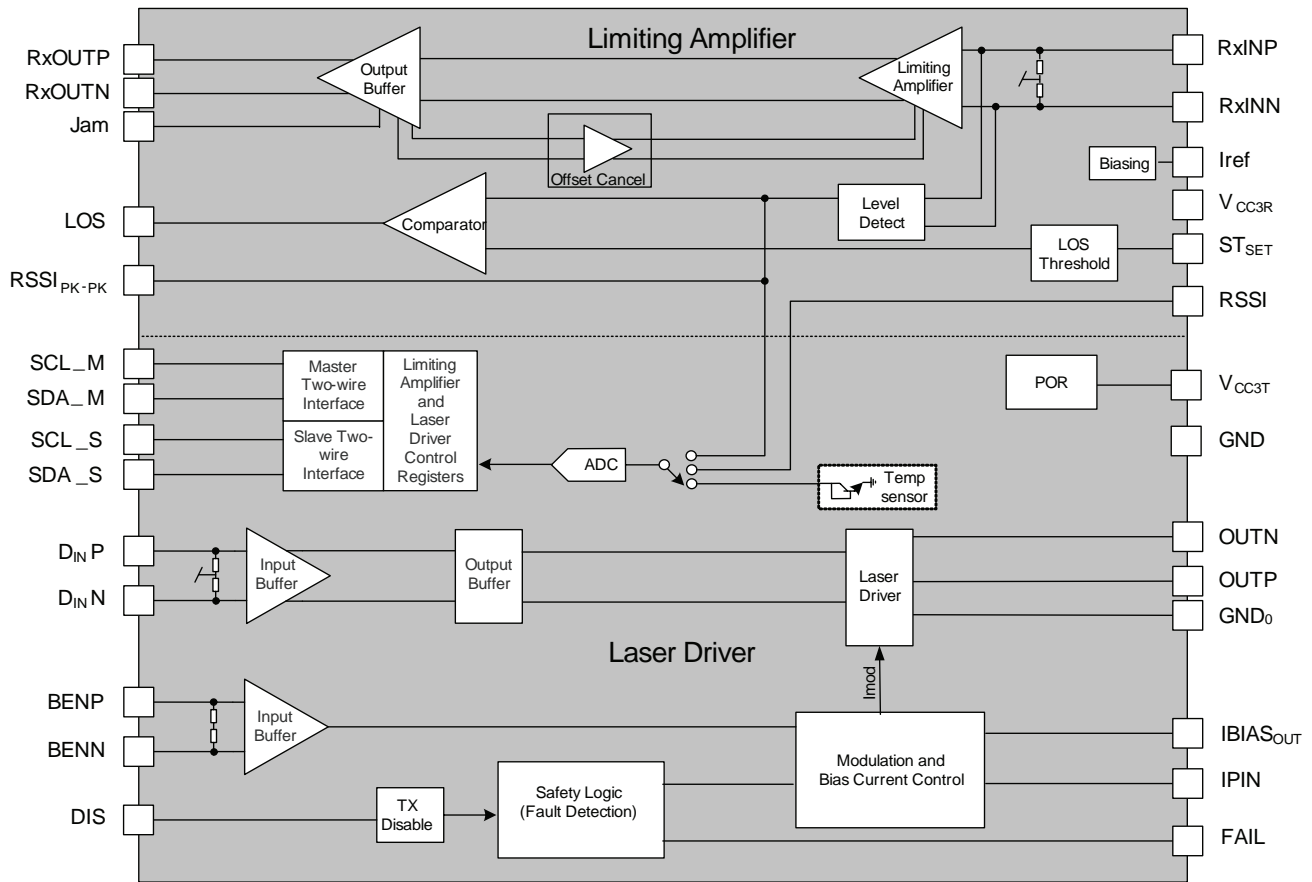 Limiting Amplifier
RxOUTP
RxOUTN
Jam
LOS
RSSI PK-PK
SCL_M
SDA_M
SCL_S
SDA_S
DIN P
DIN N
BENP
BENN
DIS
Output
Buffer
Limiting
Amplifier
Offset Cancel
Comparator
Level
Detect
Biasing
LOS
Threshold
RxINP
RxINN
Iref
VCC3R
STSET
RSSI
Master
Two-wire
Interface
Slave Two-
wire
Interface
Limiting
Amplifier
and
Laser
Driver
Control
Registers
ADC
Temp
sensor
POR
VCC3T
GND
Input
Buffer
Output
Buffer
Laser
Driver
OUTN
OUTP
GND0
Laser Driver
Imod
Input
Buffer
Modulation and
Bias Current Control
TX
Disable
Safety Logic
(Fault Detection)
IBIASOUT
IPIN
FAIL